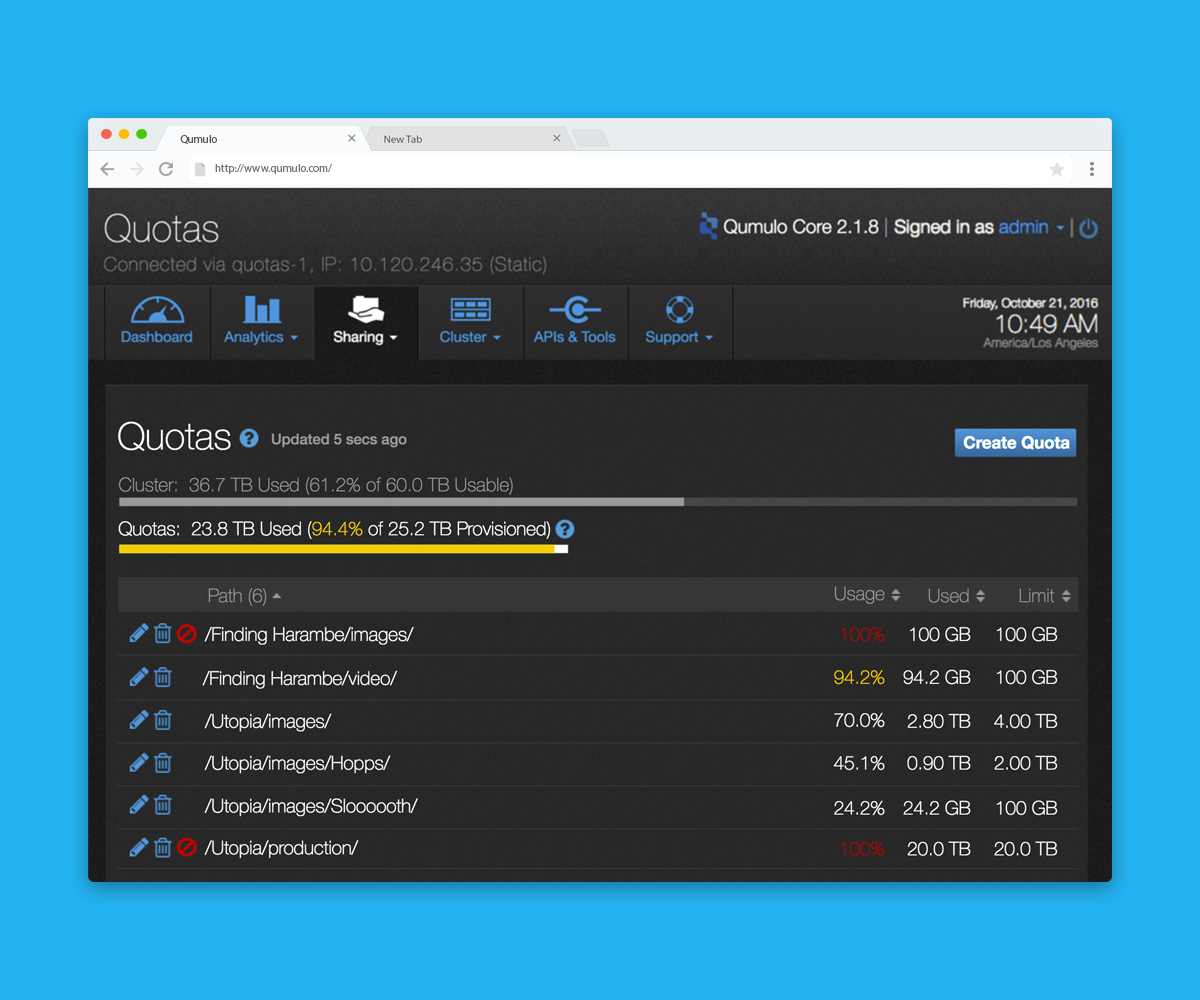 Qumulo
New Tab
http://www.qumulo.com/
Quotas
Qumulo Core 2.1.8 | Signed in as admin |
Connected via quotas-1, IP: 10.120.246.35 (Static)
Dashboard
Analytics
Sharing
Cluster
APIs & Tools
Support
Friday, October 21, 2016
10:49 AM
America/Los Angeles
Quotas ? Updated 5 secs ago
Create Quota
Cluster: 36.7 TB Used (61.2% of 60.0 TB Usable)
Quotas: 23.8 TB Used (94.4% of 25.2 TB Provisioned) ?
Path (6) Usage Used Limit
/Finding Harambe/images/ 100% 100 GB 100 GB
/Finding Harambe/video/ 94.2% 94.2 GB 100 GB
/Utopia/images/ 70.0% 2.80 TB 4.00 TB
/Utopia/images/Hopps/ 45.1% 0.90 TB 2.00 TB
/Utopia/images/Sloooooth/ 24.2% 24.2 GB 100 GB
/Utopia/production/ 100% 20.0 TB 20.0 TB